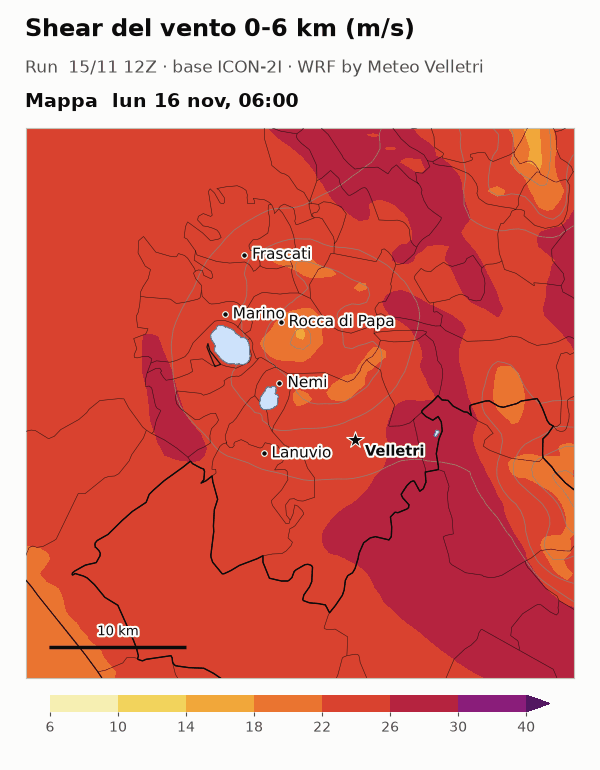 Shear del vento 0-6 km (m/s)
Run  15/11 12Z · base ICON-2I · WRF by Meteo Velletri
Mappa  lun 16 nov, 06:00
Frascati
Marino
Rocca di Papa
Nemi
Velletri
Lanuvio
10 km
6 10 14 18 22 26 30 40